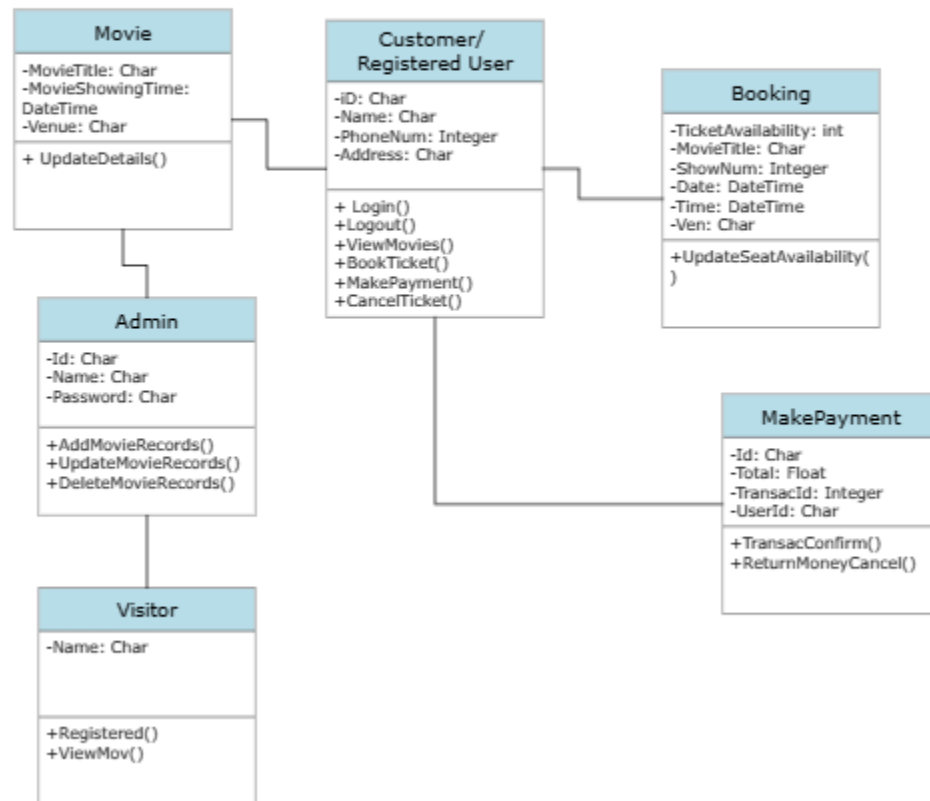 Movie
-MovieTitle: Char
-MovieShowingTime:
DateTime
-Venue: Char
+ UpdateDetails()
Customer/
Registered User
-iD: Char
-Name: Char
-PhoneNum: Integer
-Address: Char
+ Login()
+Logout()
+ViewMovies()
+BookTicket()
+MakePayment()
+CancelTicket()
Booking
-TicketAvailability: int
-MovieTitle: Char
-ShowNum: Integer
-Date: DateTime
-Time: DateTime
-Ven: Char
+UpdateSeatAvailability(
)
Admin
-Id: Char
-Name: Char
-Password: Char
+AddMovieRecords()
+UpdateMovieRecords()
+DeleteMovieRecords()
MakePayment
-Id: Char
-Total: Float
-TransacId: Integer
-UserId: Char
+TransacConfirm()
+ReturnMoneyCancel()
Visitor
-Name: Char
+Registered()
+ViewMov()